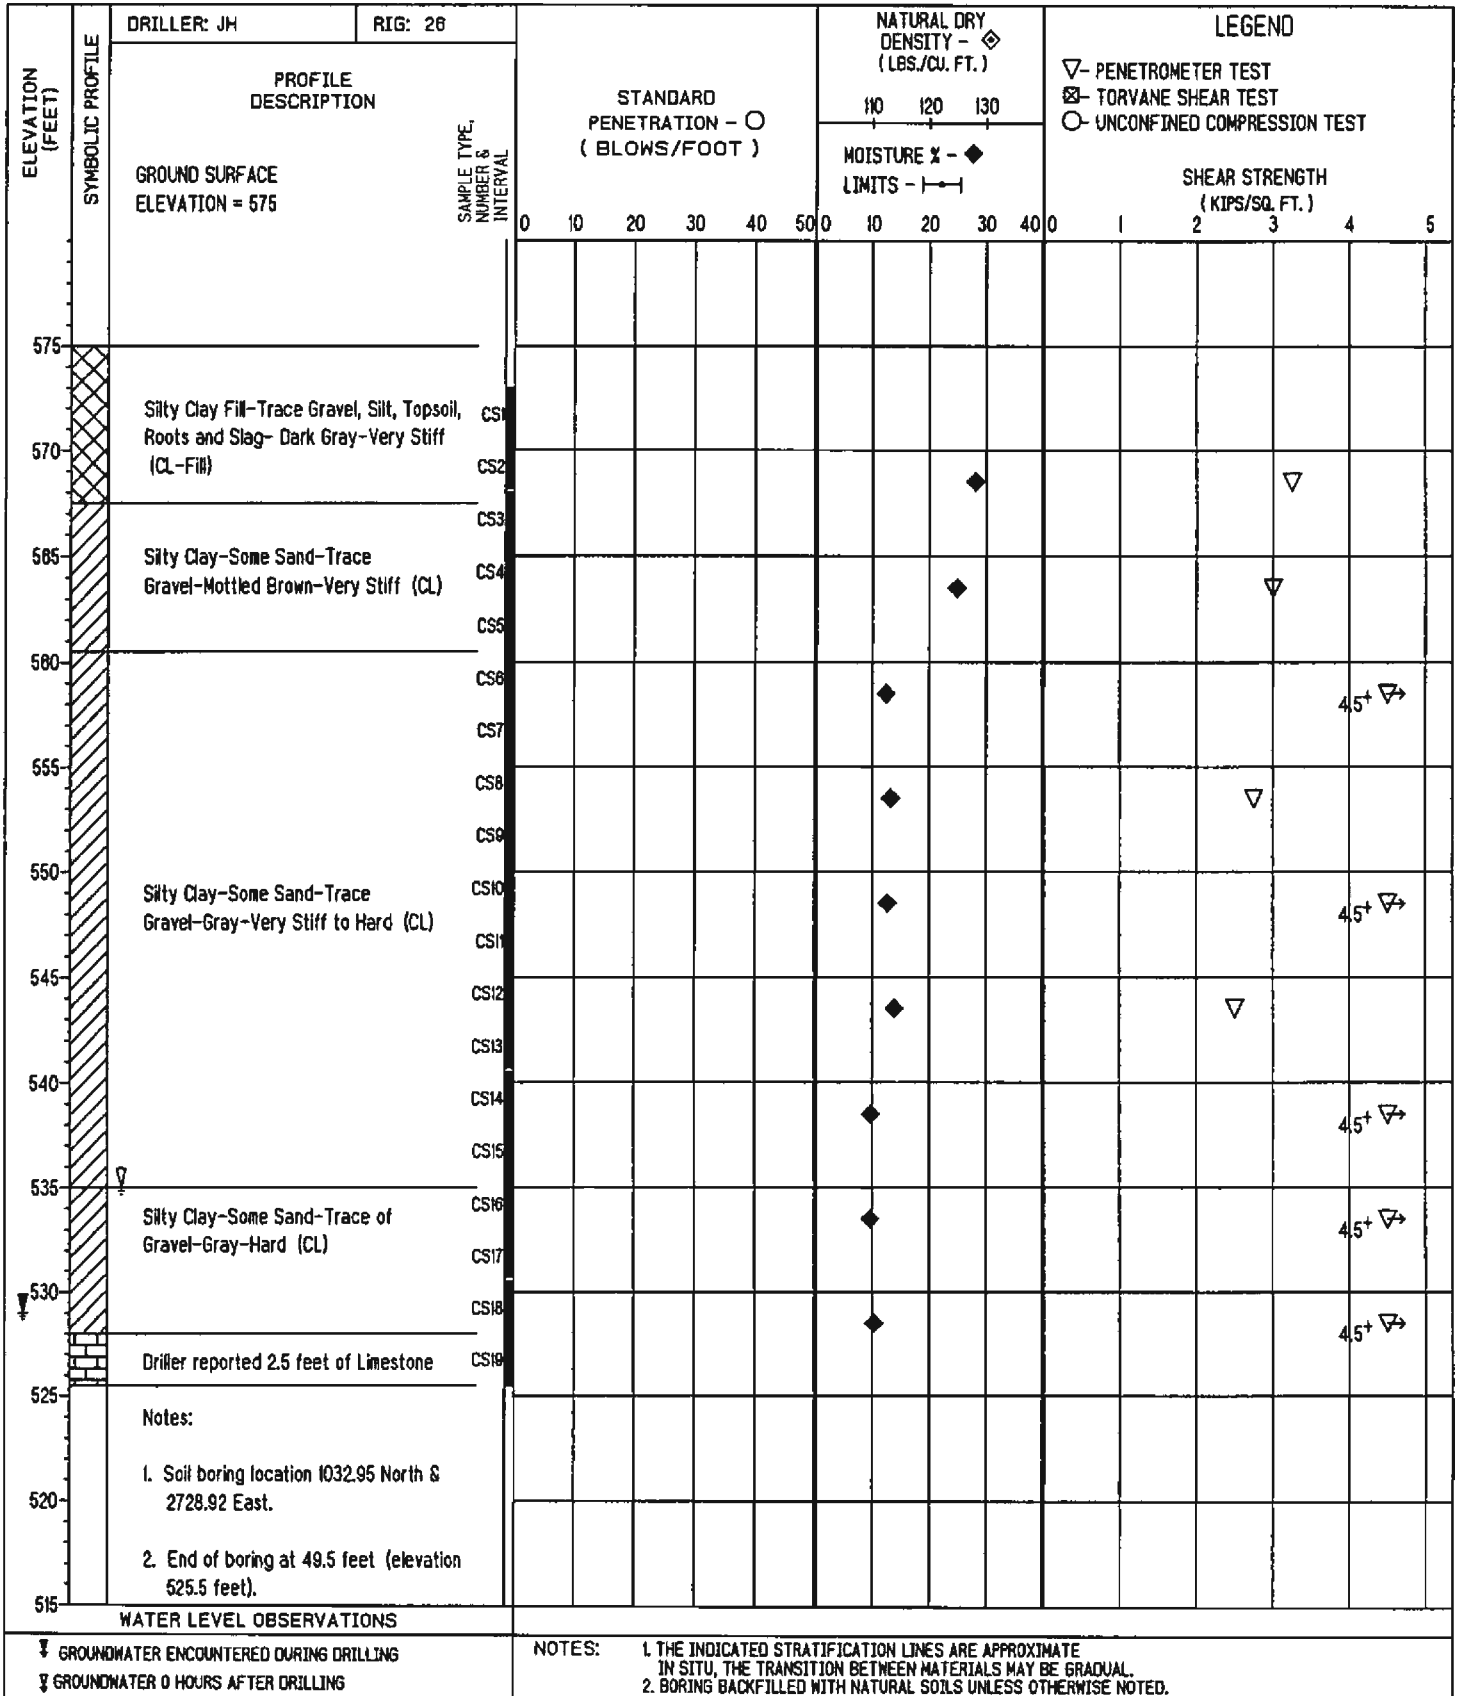 DRILLER: JH
RIG: 26
ELEVATION
(FEET)
SYMBOLIC PROFILE
PROFILE
DESCRIPTION
GROUND SURFACE
ELEVATION = 575
SAMPLE TYPE,
NUMBER &
INTERVAL
STANDARD
PENETRATION - O
( BLOWS/FOOT )
0 10 20 30 40 50
NATURAL DRY
DENSITY -
( LBS./CU. FT. )
110 120 130
MOISTURE % -
LIMITS -
0 10 20 30 40
LEGEND
- PENETROMETER TEST
- TORVANE SHEAR TEST
- UNCONFINED COMPRESSION TEST
SHEAR STRENGTH
( KIPS/SQ. FT. )
0 1 2 3 4 5
575
Silty Clay Fill-Trace Gravel, Silt, Topsoil,
Roots and Slag- Dark Gray-Very Stiff
(CL-Fill)
CS1
570
CS2
CS3
565
Silty Clay-Some Sand-Trace
Gravel-Mottled Brown-Very Stiff (CL)
CS4
CS5
560
CS6
4.5+
CS7
555
CS8
CS9
550
Silty Clay-Some Sand-Trace
Gravel-Gray-Very Stiff to Hard (CL)
CS10
4.5+
CS11
545
CS12
CS13
540
CS14
4.5+
CS15
535
Silty Clay-Some Sand-Trace of
Gravel-Gray-Hard (CL)
CS16
4.5+
CS17
530
CS18
4.5+
Driller reported 2.5 feet of Limestone
CS19
525
Notes:
1. Soil boring location 1032.95 North &
2728.92 East.
520
2. End of boring at 49.5 feet (elevation
525.5 feet).
515
WATER LEVEL OBSERVATIONS
GROUNDWATER ENCOUNTERED DURING DRILLING
GROUNDWATER 0 HOURS AFTER DRILLING
NOTES:
1. THE INDICATED STRATIFICATION LINES ARE APPROXIMATE
IN SITU, THE TRANSITION BETWEEN MATERIALS MAY BE GRADUAL.
2. BORING BACKFILLED WITH NATURAL SOILS UNLESS OTHERWISE NOTED.